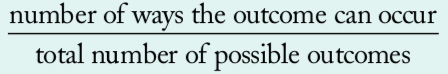 number of ways the outcome can occur
total number of possible outcomes